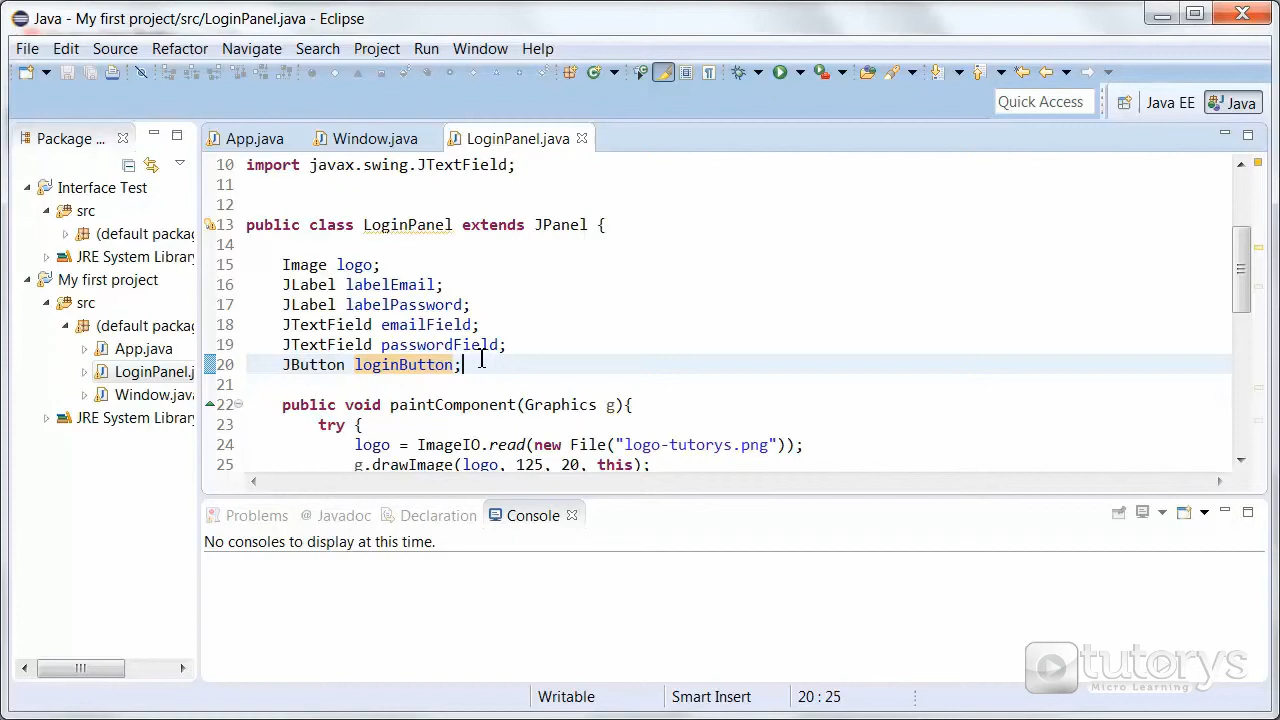 Java - My first project/src/LoginPanel.java - Eclipse
File Edit Source Refactor Navigate Search Project Run Window Help
Quick Access Java EE Java
Package ...
App.java Window.java LoginPanel.java
Interface Test
src
(default packag
JRE System Library
My first project
src
(default packag
App.java
LoginPanel.j
Window.java
JRE System Library
10 import javax.swing.JTextField;
11
12
13 public class LoginPanel extends JPanel {
14
15 Image logo;
16 JLabel labelEmail;
17 JLabel labelPassword;
18 JTextField emailField;
19 JTextField passwordField;
20 JButton loginButton;
21
22 public void paintComponent(Graphics g){
23 try {
24 logo = ImageIO.read(new File("logo-tutorys.png"));
25 g.drawImage(logo, 125, 20, this);
Problems @ Javadoc Declaration Console
No consoles to display at this time.
tutorys
Micro Learning
Writable Smart Insert 20 : 25